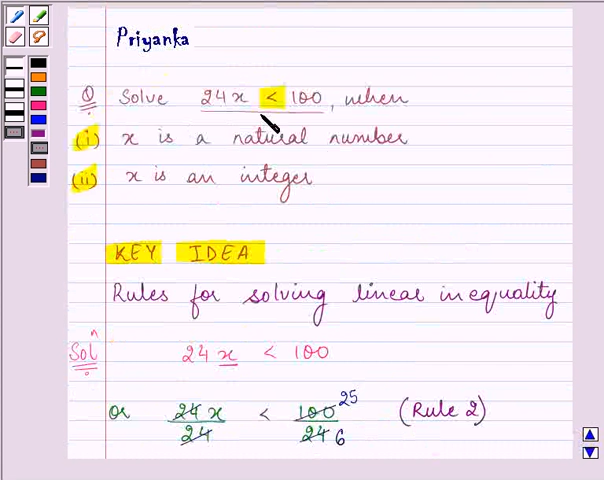 Priyanka
Q Solve 24x < 100, when
(i) x is a natural number
(ii) x is an integer
KEY IDEA
Rules for solving linear inequality
Solⁿ 24x < 100
or 24x/24 < 100/24 25 6 (Rule 2)